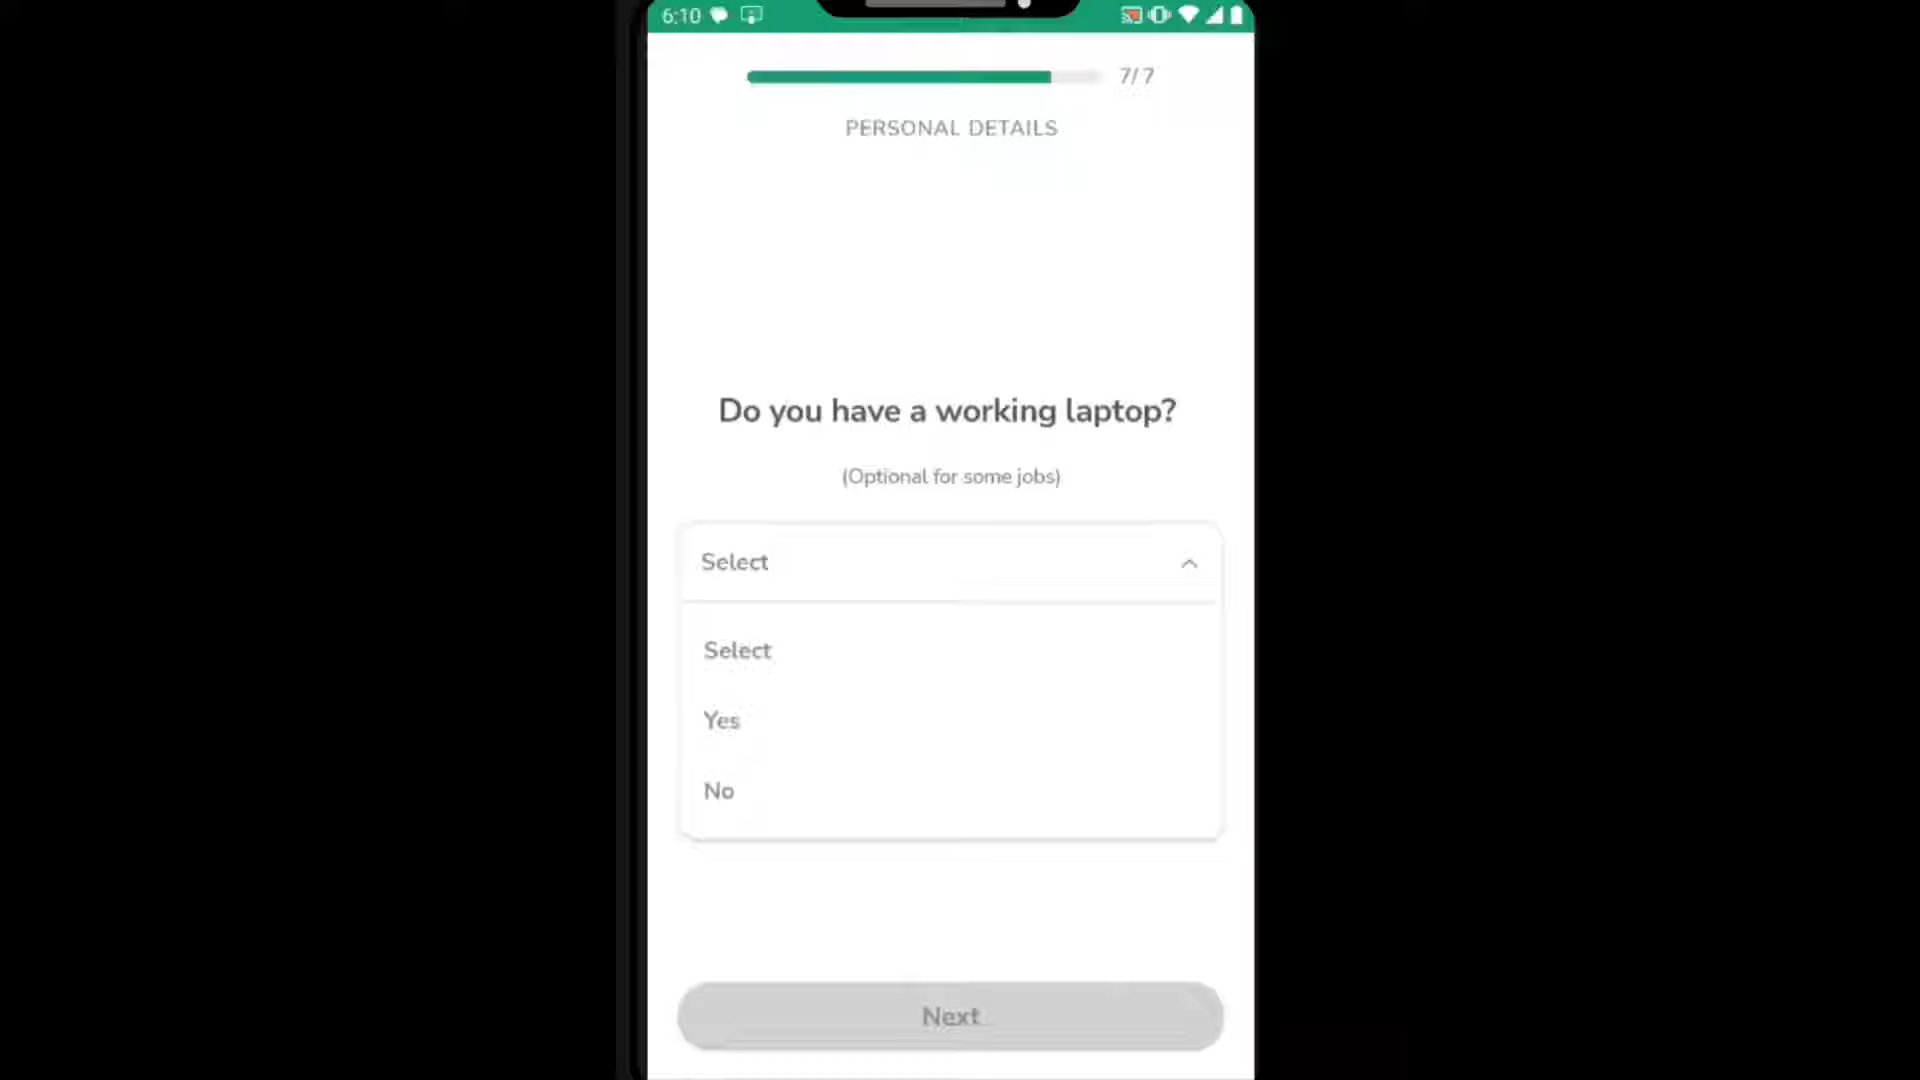 6:10
7/7
PERSONAL DETAILS
Do you have a working laptop?
(Optional for some jobs)
Select
Select
Yes
No
Next